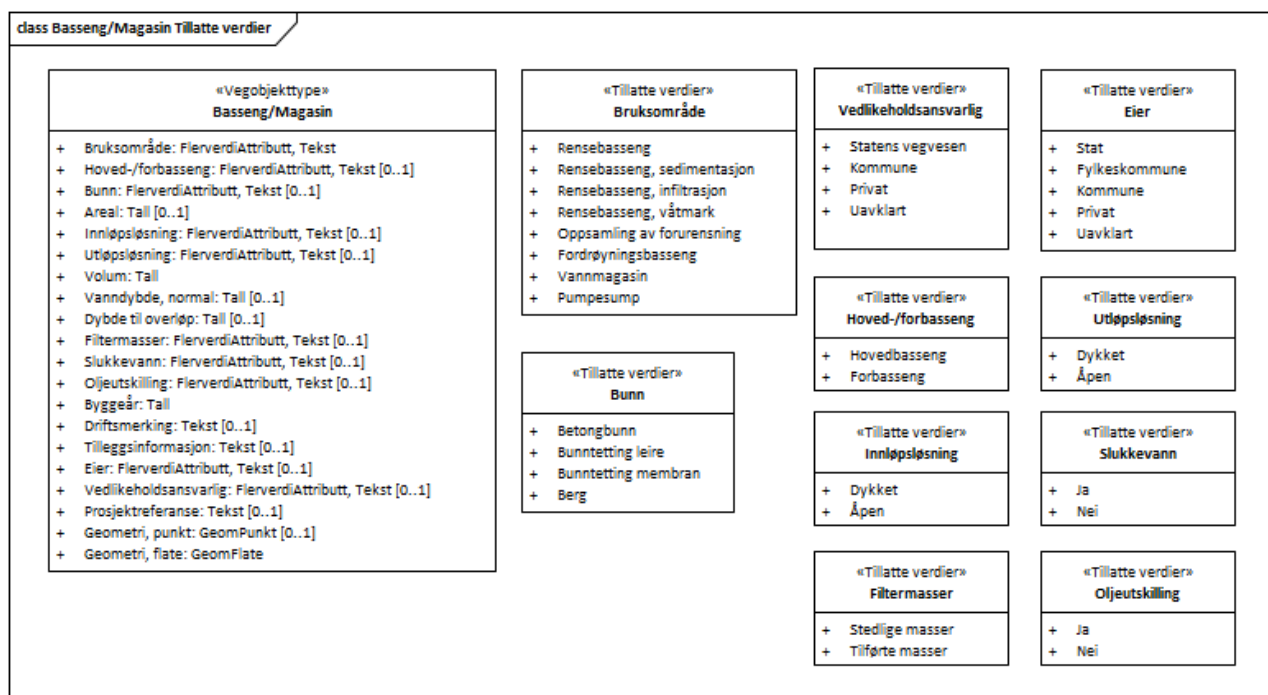 class Basseng/Magasin Tillatte verdier
«Vegobjekttype»
Basseng/Magasin
+ Bruksområde: FlerverdiAttributt, Tekst
+ Hoved-/forbasseng: FlerverdiAttributt, Tekst [0..1]
+ Bunn: FlerverdiAttributt, Tekst [0..1]
+ Areal: Tall [0..1]
+ Innløpsløsning: FlerverdiAttributt, Tekst [0..1]
+ Utløpsløsning: FlerverdiAttributt, Tekst [0..1]
+ Volum: Tall
+ Vanndybde, normal: Tall [0..1]
+ Dybde til overløp: Tall [0..1]
+ Filtermasser: FlerverdiAttributt, Tekst [0..1]
+ Slukkevann: FlerverdiAttributt, Tekst [0..1]
+ Oljeutskilling: FlerverdiAttributt, Tekst [0..1]
+ Byggeår: Tall
+ Driftsmerking: Tekst [0..1]
+ Tilleggsinformasjon: Tekst [0..1]
+ Eier: FlerverdiAttributt, Tekst [0..1]
+ Vedlikeholdsansvarlig: FlerverdiAttributt, Tekst [0..1]
+ Prosjektreferanse: Tekst [0..1]
+ Geometri, punkt: GeomPunkt [0..1]
+ Geometri, flate: GeomFlate
«Tillatte verdier»
Bruksområde
+ Rensebasseng
+ Rensebasseng, sedimentasjon
+ Rensebasseng, infiltrasjon
+ Rensebasseng, våtmark
+ Oppsamling av forurensning
+ Fordrøyningsbasseng
+ Vannmagasin
+ Pumpesump
«Tillatte verdier»
Bunn
+ Betongbunn
+ Bunntetting leire
+ Bunntetting membran
+ Berg
«Tillatte verdier»
Vedlikeholdsansvarlig
+ Statens vegvesen
+ Kommune
+ Privat
+ Uavklart
«Tillatte verdier»
Eier
+ Stat
+ Fylkeskommune
+ Kommune
+ Privat
+ Uavklart
«Tillatte verdier»
Hoved-/forbasseng
+ Hovedbasseng
+ Forbasseng
«Tillatte verdier»
Utløpsløsning
+ Dykket
+ Åpen
«Tillatte verdier»
Innløpsløsning
+ Dykket
+ Åpen
«Tillatte verdier»
Slukkevann
+ Ja
+ Nei
«Tillatte verdier»
Filtermasser
+ Stedlige masser
+ Tilførte masser
«Tillatte verdier»
Oljeutskilling
+ Ja
+ Nei